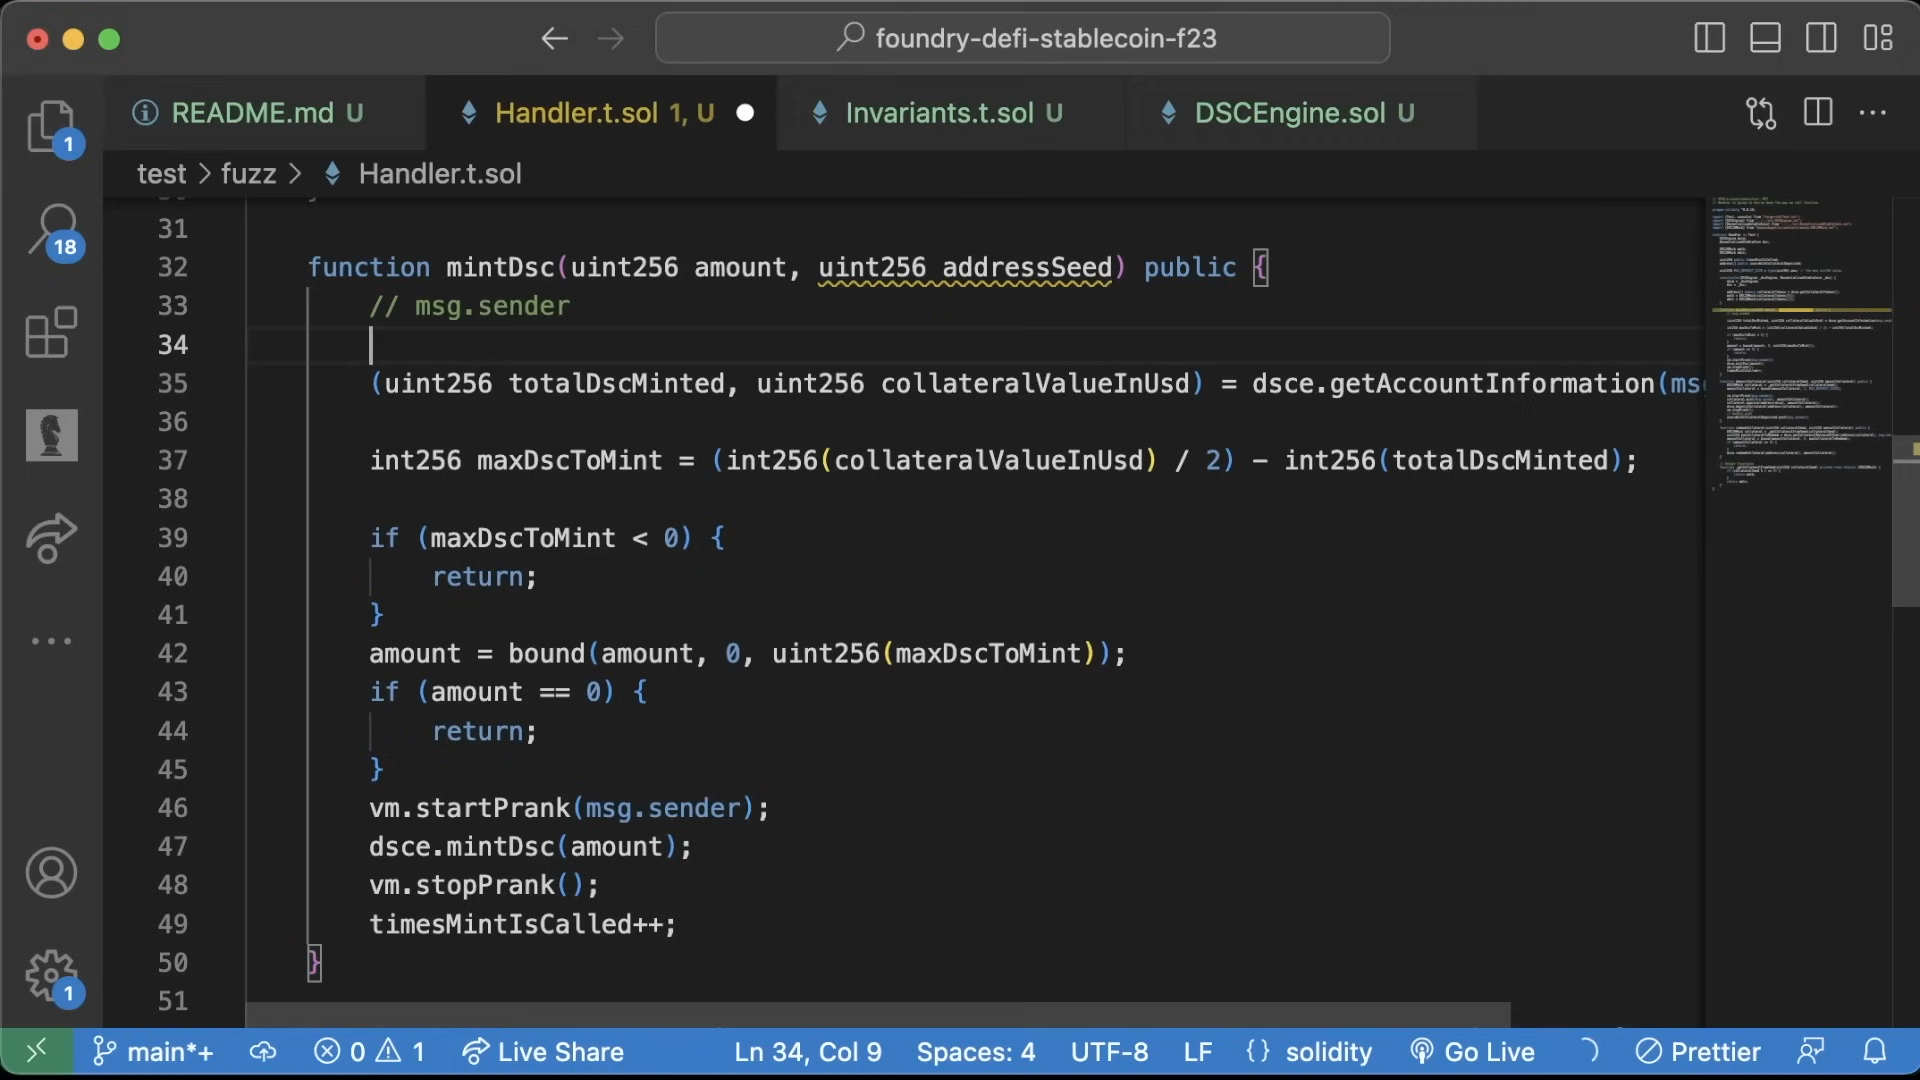 foundry-defi-stablecoin-f23
README.md U
Handler.t.sol 1, U
Invariants.t.sol U
DSCEngine.sol U
test > fuzz > Handler.t.sol
1
18
1
31
32 function mintDsc(uint256 amount, uint256 addressSeed) public {
33 // msg.sender
34
35 (uint256 totalDscMinted, uint256 collateralValueInUsd) = dsce.getAccountInformation(ms
36
37 int256 maxDscToMint = (int256(collateralValueInUsd) / 2) - int256(totalDscMinted);
38
39 if (maxDscToMint < 0) {
40 return;
41 }
42 amount = bound(amount, 0, uint256(maxDscToMint));
43 if (amount == 0) {
44 return;
45 }
46 vm.startPrank(msg.sender);
47 dsce.mintDsc(amount);
48 vm.stopPrank();
49 timesMintIsCalled++;
50 }
51
main*+ 0 1 Live Share Ln 34, Col 9 Spaces: 4 UTF-8 LF {} solidity Go Live Prettier